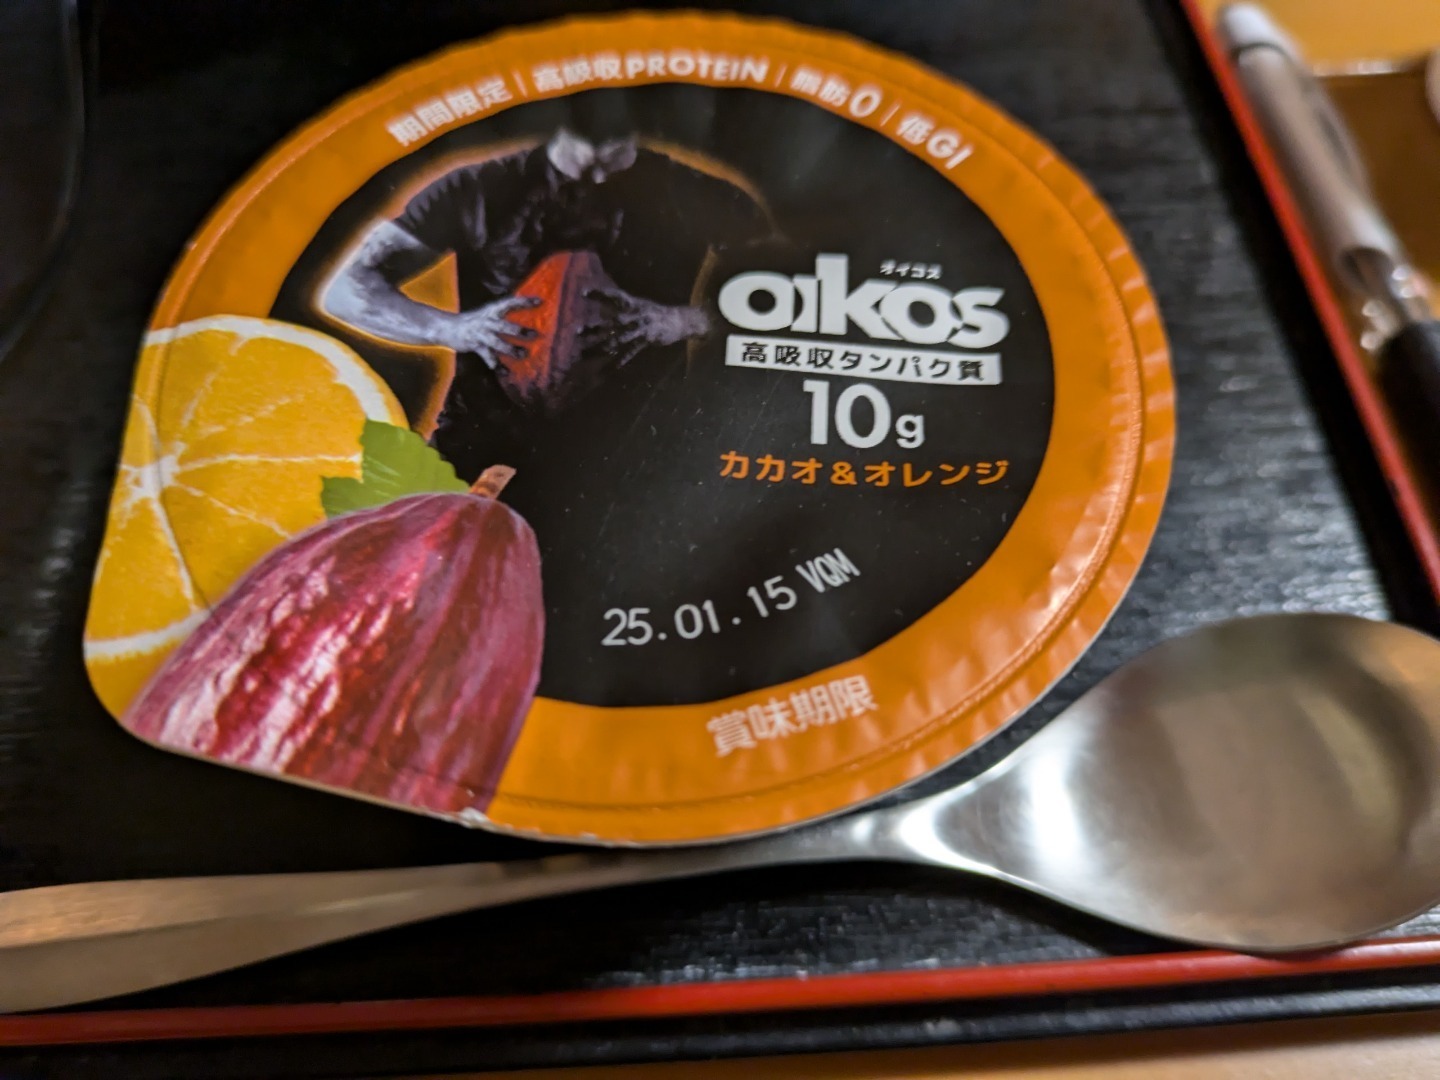 期間限定 | 高吸収PROTEIN | 脂肪0 | 低GI
オイコス
oikos
高吸収タンパク質
10g
カカオ&オレンジ
25.01.15 VQM
賞味期限